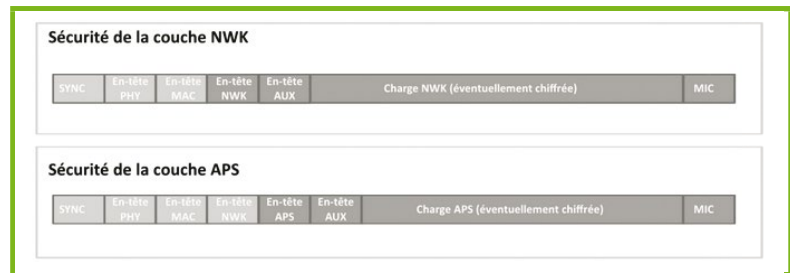 Sécurité de la couche NWK
SYNC En-tête PHY En-tête MAC En-tête NWK En-tête AUX Charge NWK (éventuellement chiffrée) MIC
Sécurité de la couche APS
SYNC En-tête PHY En-tête MAC En-tête NWK En-tête APS En-tête AUX Charge APS (éventuellement chiffrée) MIC